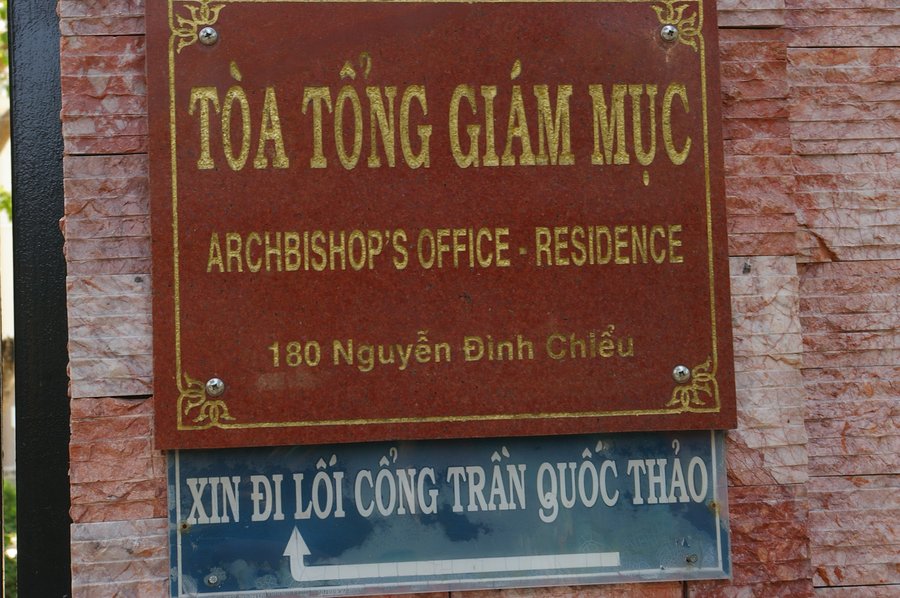 TÒA TỔNG GIÁM MỤC
ARCHBISHOP'S OFFICE - RESIDENCE
180 Nguyễn Đình Chiểu
XIN ĐI LỐI CỔNG TRẦN QUỐC THẢO